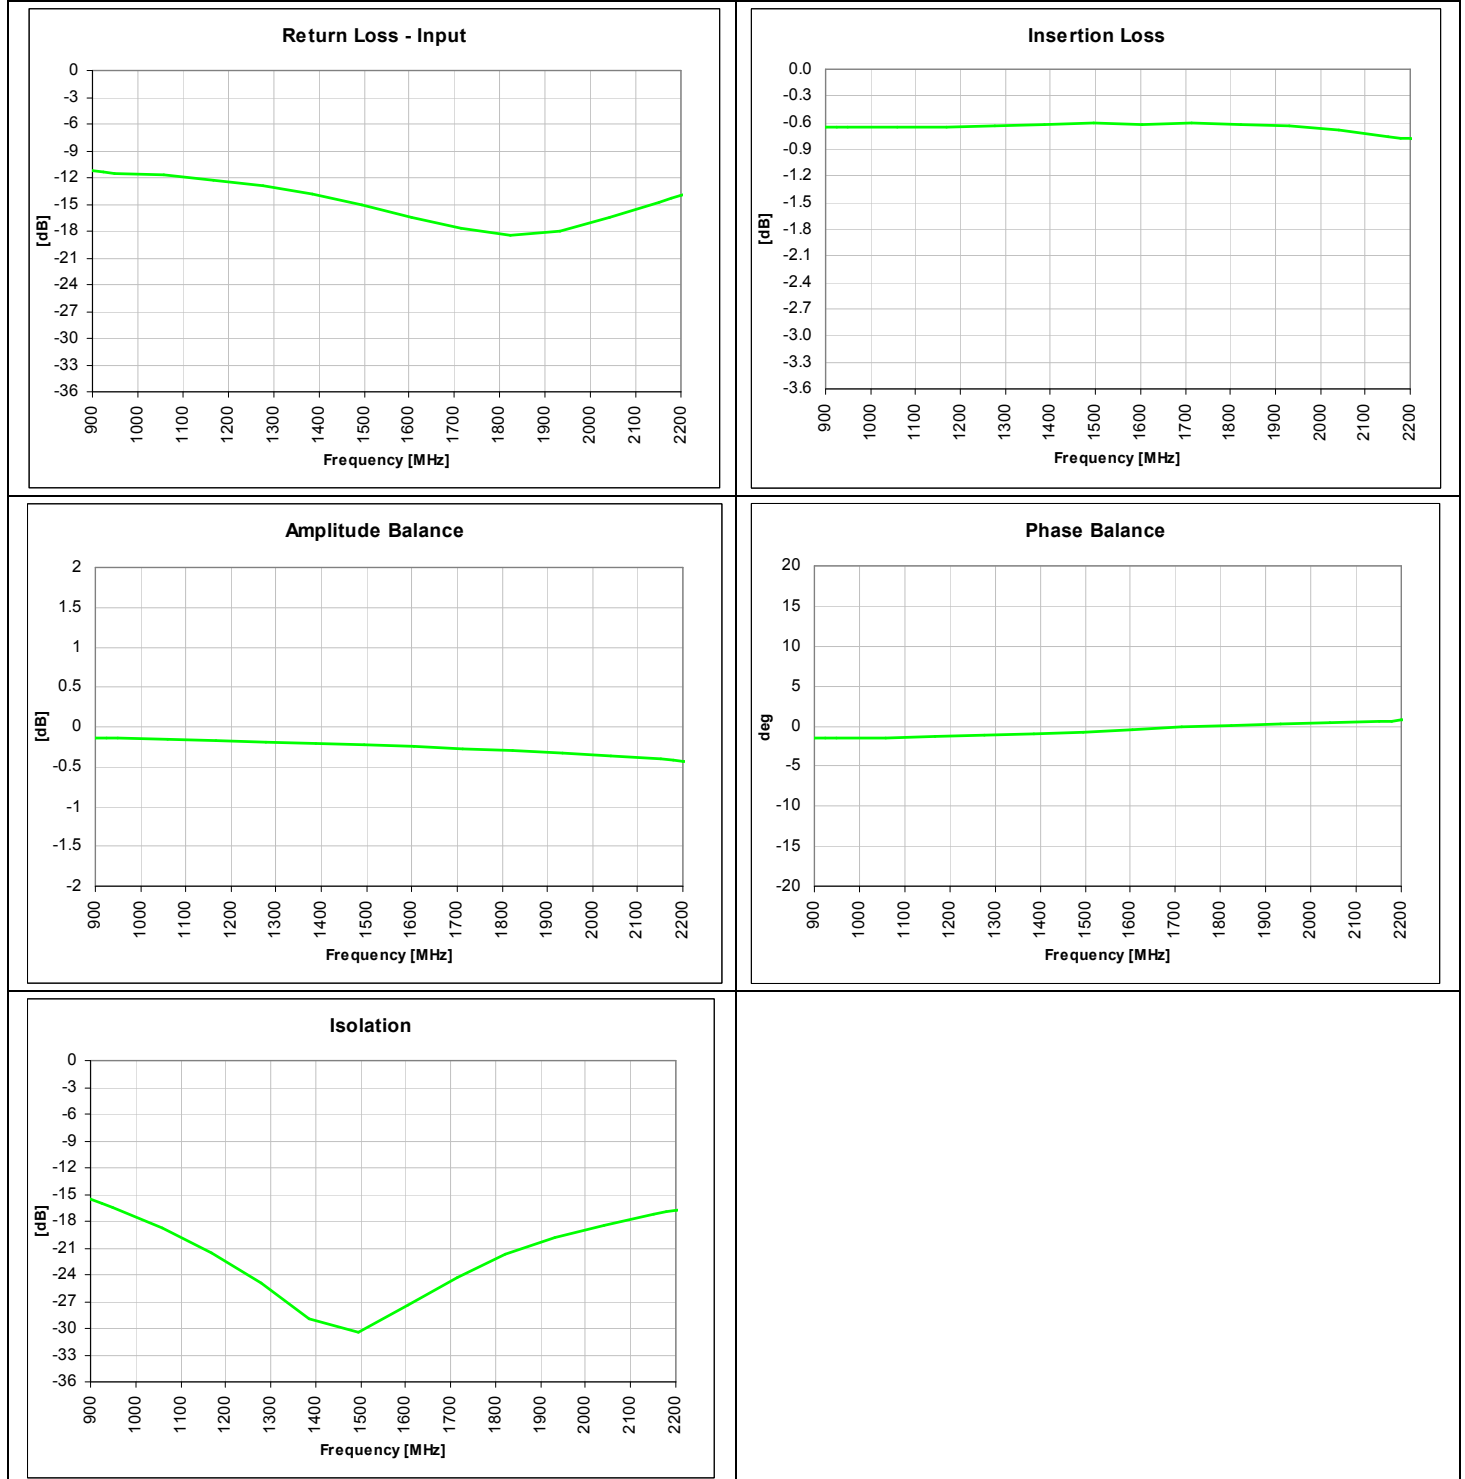 Return Loss - Input
0
-3
-6
-9
-12
-15
-18
-21
-24
-27
-30
-33
-36
[dB]
900 1000 1100 1200 1300 1400 1500 1600 1700 1800 1900 2000 2100 2200
Frequency [MHz]
Insertion Loss
0.0
-0.3
-0.6
-0.9
-1.2
-1.5
-1.8
-2.1
-2.4
-2.7
-3.0
-3.3
-3.6
[dB]
900 1000 1100 1200 1300 1400 1500 1600 1700 1800 1900 2000 2100 2200
Frequency [MHz]
Amplitude Balance
2
1.5
1
0.5
0
-0.5
-1
-1.5
-2
[dB]
900 1000 1100 1200 1300 1400 1500 1600 1700 1800 1900 2000 2100 2200
Frequency [MHz]
Phase Balance
20
15
10
5
0
-5
-10
-15
-20
deg
900 1000 1100 1200 1300 1400 1500 1600 1700 1800 1900 2000 2100 2200
Frequency [MHz]
Isolation
0
-3
-6
-9
-12
-15
-18
-21
-24
-27
-30
-33
-36
[dB]
900 1000 1100 1200 1300 1400 1500 1600 1700 1800 1900 2000 2100 2200
Frequency [MHz]